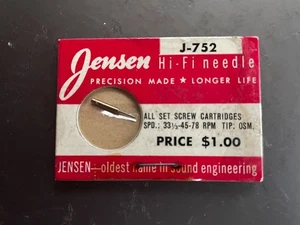 J-752
Jensen Hi-Fi needle
PRECISION MADE ★ LONGER LIFE
ALL SET SCREW CARTRIDGES
SPD.: 33⅓-45-78 RPM TIP: OSM.
PRICE $1.00
JENSEN—oldest name in sound engineering